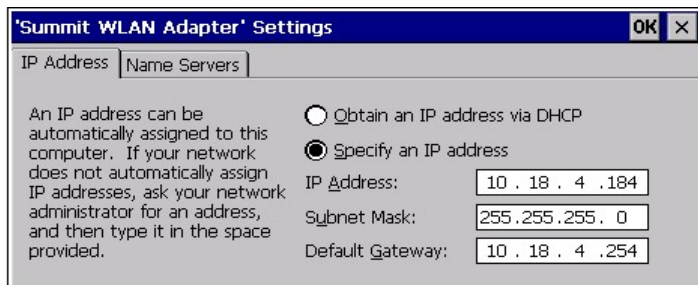 'Summit WLAN Adapter' Settings OK ×
IP Address Name Servers
An IP address can be
automatically assigned to this
computer. If your network
does not automatically assign
IP addresses, ask your network
administrator for an address,
and then type it in the space
provided.
Obtain an IP address via DHCP
Specify an IP address
IP Address: 10 . 18 . 4 .184
Subnet Mask: 255.255.255. 0
Default Gateway: 10 . 18 . 4 .254